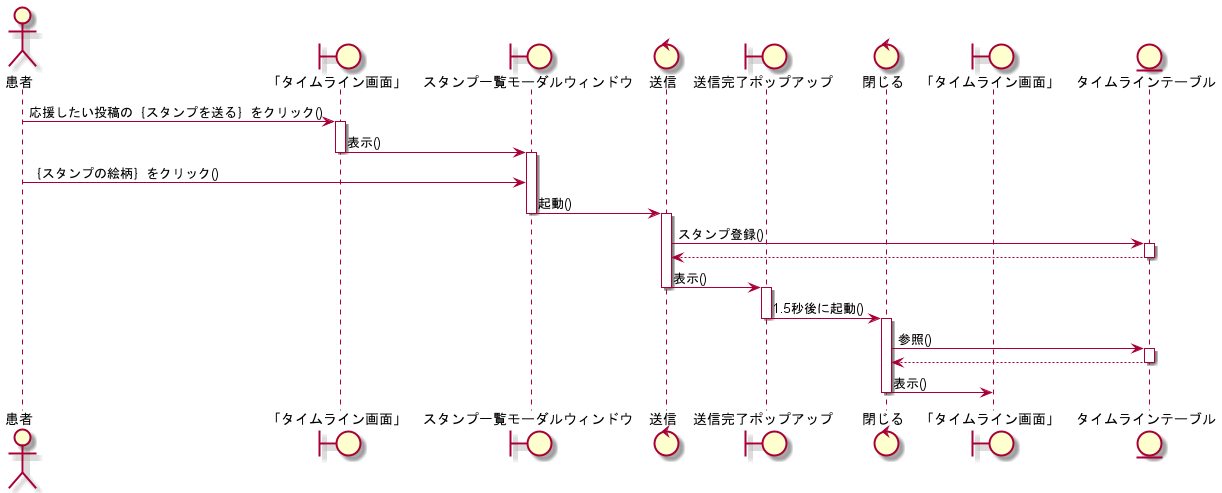 患者
「タイムライン画面」
スタンプ一覧モーダルウィンドウ
送信
送信完了ポップアップ
閉じる
「タイムライン画面」
タイムラインテーブル
応援したい投稿の｛スタンプを送る｝をクリック()
表示()
｛スタンプの絵柄｝をクリック()
起動()
スタンプ登録()
表示()
1.5秒後に起動()
参照()
表示()
患者
「タイムライン画面」
スタンプ一覧モーダルウィンドウ
送信
送信完了ポップアップ
閉じる
「タイムライン画面」
タイムラインテーブル